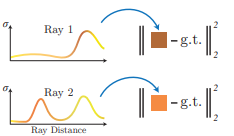 σ Ray 1 ‖ – g.t. ‖ 2 2
σ Ray 2 ‖ – g.t. ‖ 2 2
Ray Distance